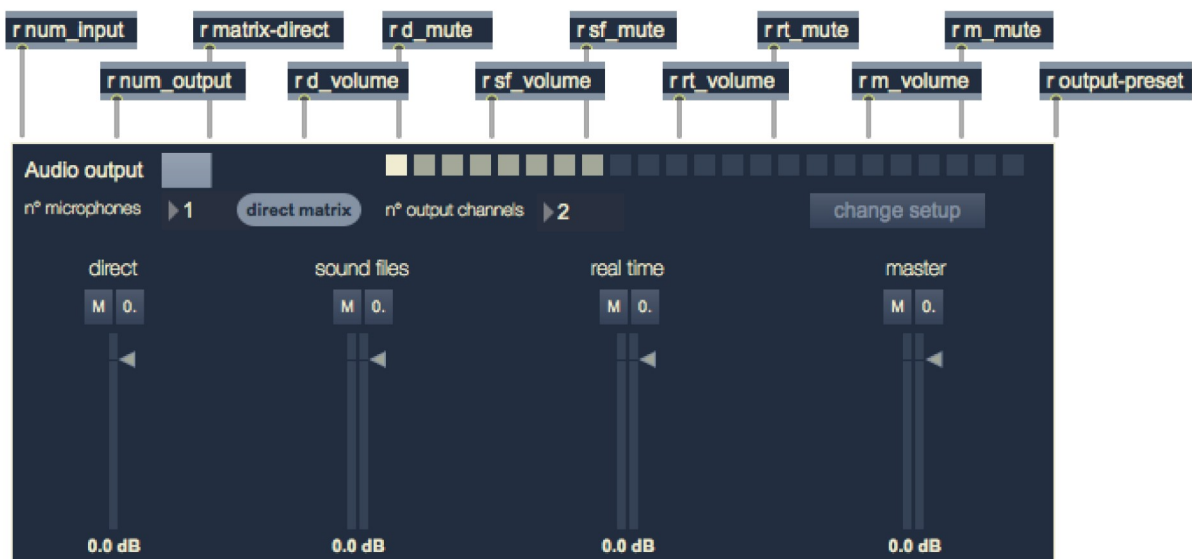 r num_input r matrix-direct r d_mute r sf_mute r rt_mute r m_mute
r num_output r d_volume r sf_volume r rt_volume r m_volume r output-preset
Audio output
n° microphones 1 direct matrix n° output channels 2 change setup
direct sound files real time master
M 0. M 0. M 0. M 0.
0.0 dB 0.0 dB 0.0 dB 0.0 dB